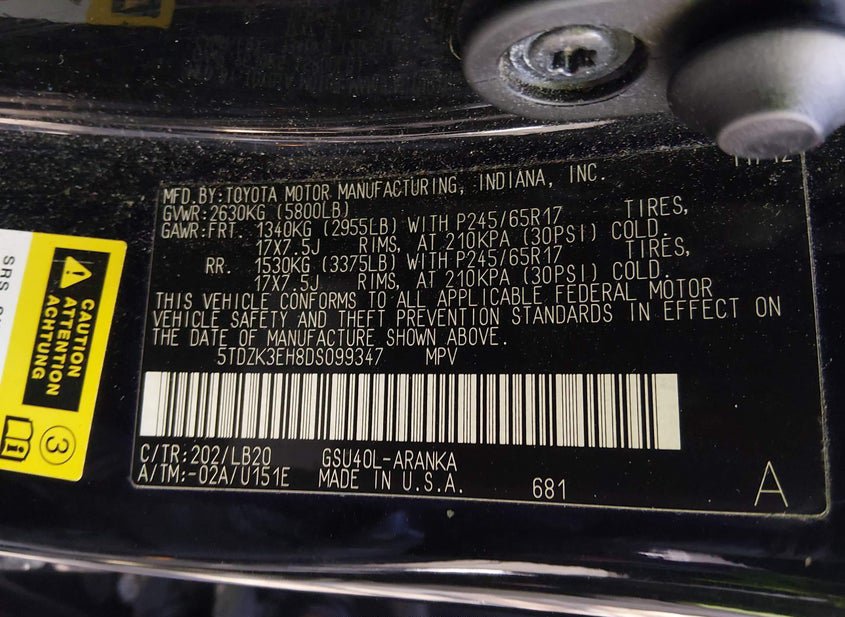 MFD.BY:TOYOTA MOTOR MANUFACTURING, INDIANA, INC.
GVWR:2630KG (5800LB)
GAWR:FRT. 1340KG (2955LB) WITH P245/65R17 TIRES,
17X7.5J RIMS, AT 210KPA (30PSI) COLD.
RR. 1530KG (3375LB) WITH P245/65R17 TIRES,
17X7.5J RIMS, AT 210KPA (30PSI) COLD.
THIS VEHICLE CONFORMS TO ALL APPLICABLE FEDERAL MOTOR
VEHICLE SAFETY AND THEFT PREVENTION STANDARDS IN EFFECT ON
THE DATE OF MANUFACTURE SHOWN ABOVE.
5TDZK3EH8DS099347 MPV
C/TR:202/LB20 GSU40L-ARANKA
A/TM:-02A/U151E MADE IN U.S.A. 681 A
CAUTION
ATTENTION
ACHTUNG
3
i
SRS